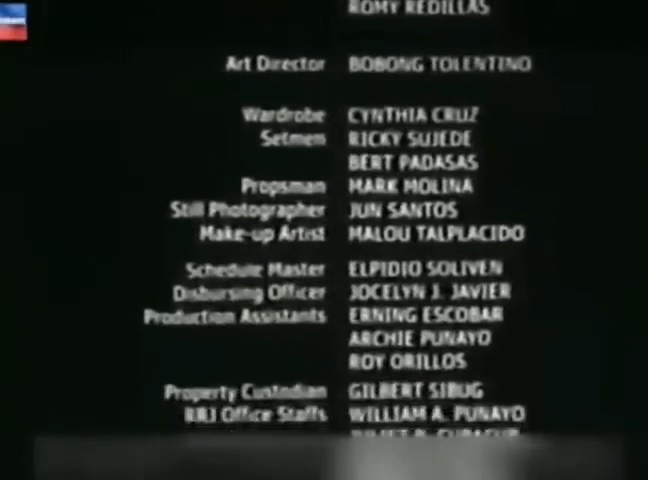 ROMY REDILLAS
Art Director BOBONG TOLENTINO
Wardrobe CYNTHIA CRUZ
Setmen RICKY SUJEDE
BERT PADASAS
Propsman MARK MOLINA
Still Photographer JUN SANTOS
Make-up Artist MALOU TALPLACIDO
Schedule Master ELPIDIO SOLIVEN
Disbursing Officer JOCELYN J. JAVIER
Production Assistants ERNING ESCOBAR
ARCHIE PUNAYO
ROY ORILLOS
Property Custodian GILBERT SIBUG
RRJ Office Staffs WILLIAM A. PUNAYO